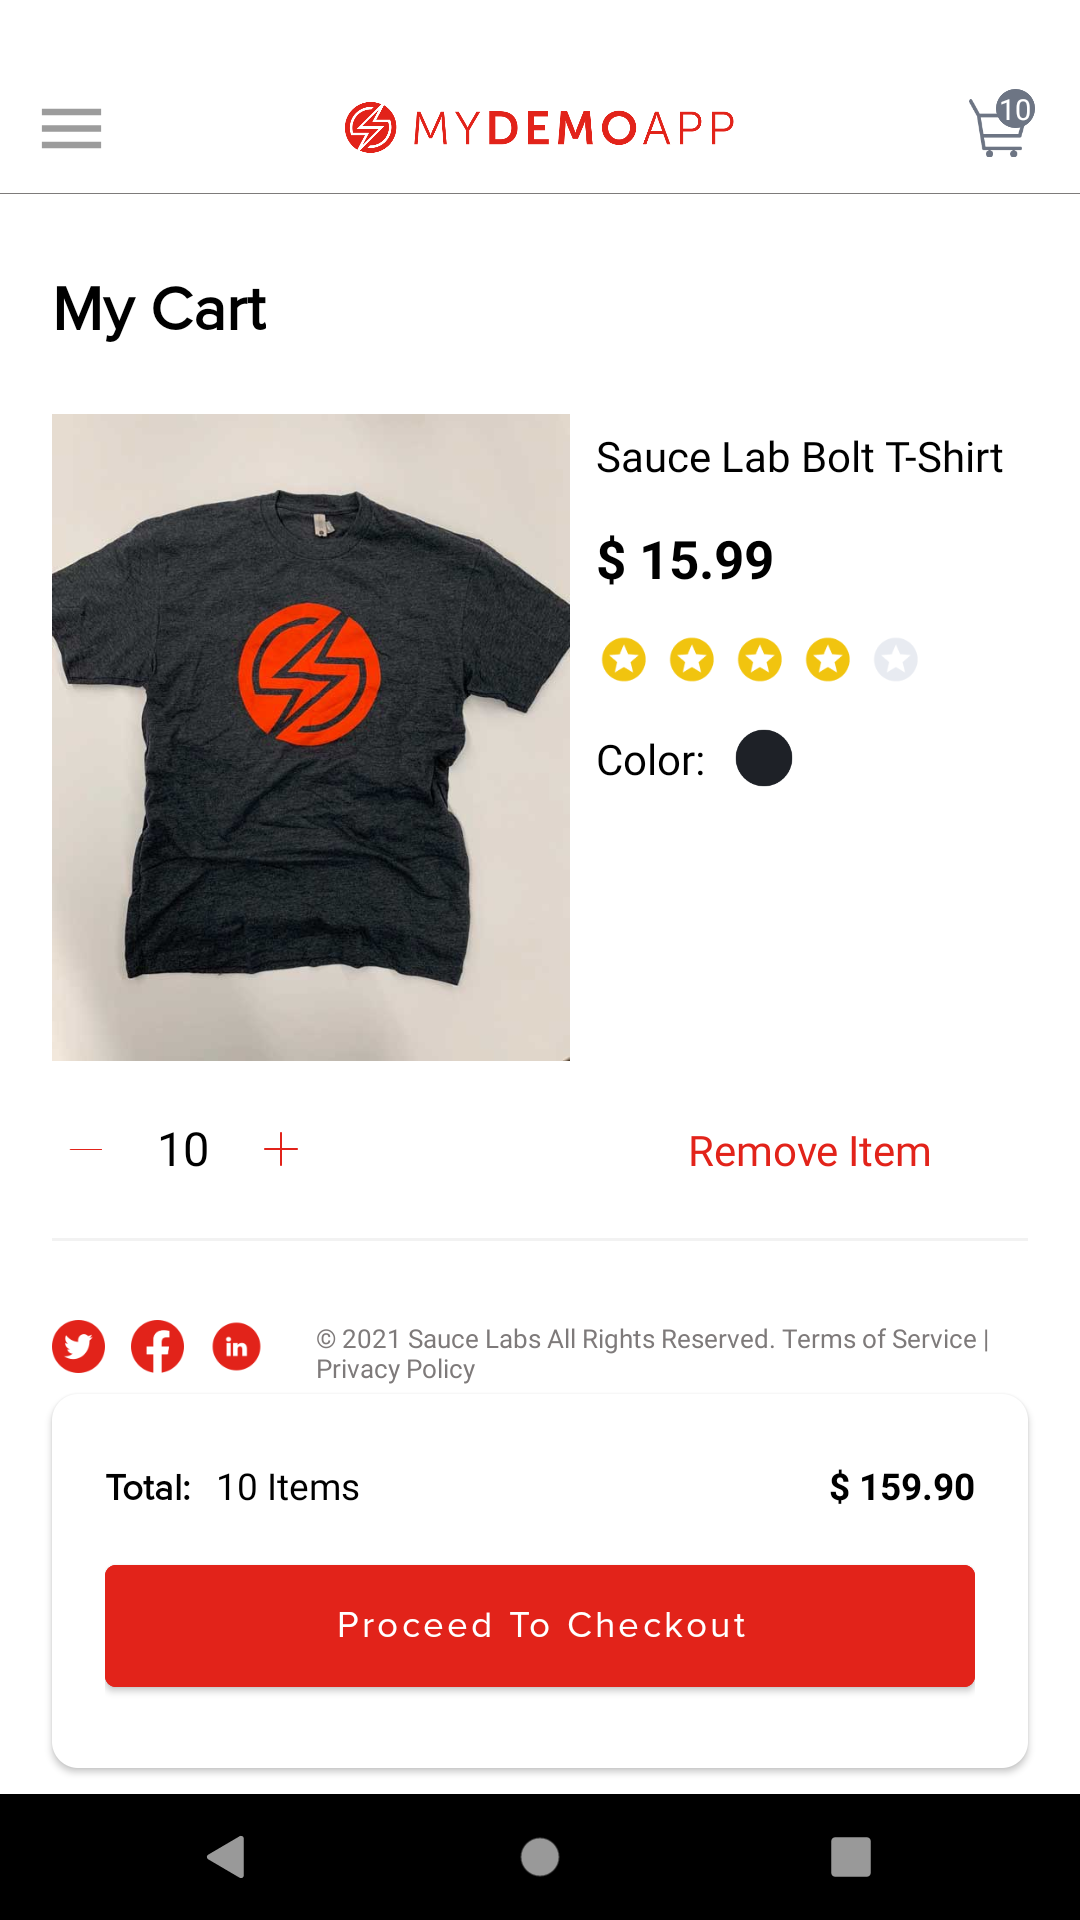 10
MYDEMOAPP
My Cart
Sauce Lab Bolt T-Shirt
$ 15.99
Color:
10
Remove Item
in
© 2021 Sauce Labs All Rights Reserved. Terms of Service |
Privacy Policy
Total: 10 Items
$ 159.90
Proceed To Checkout